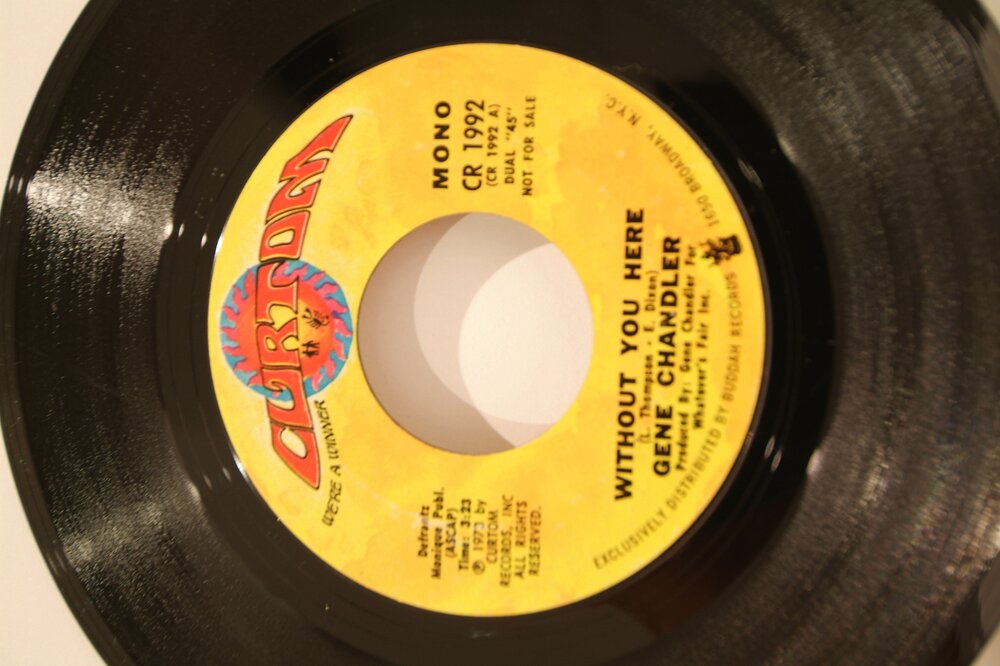 CURTOM
WE'RE A WINNER
Defrantz
Monique Publ.
(ASCAP)
Time: 3:23
℗ 1973 by
CURTOM
RECORDS, INC
ALL RIGHTS
RESERVED.
MONO
CR 1992
(CR 1992 A)
DUAL "45"
NOT FOR SALE
WITHOUT YOU HERE
(L. Thompson - E. Dixon)
GENE CHANDLER
Produced By: Gene Chandler For
Whatever's Fair Inc.
EXCLUSIVELY DISTRIBUTED BY BUDDAH RECORDS 1650 BROADWAY, N.Y.C.